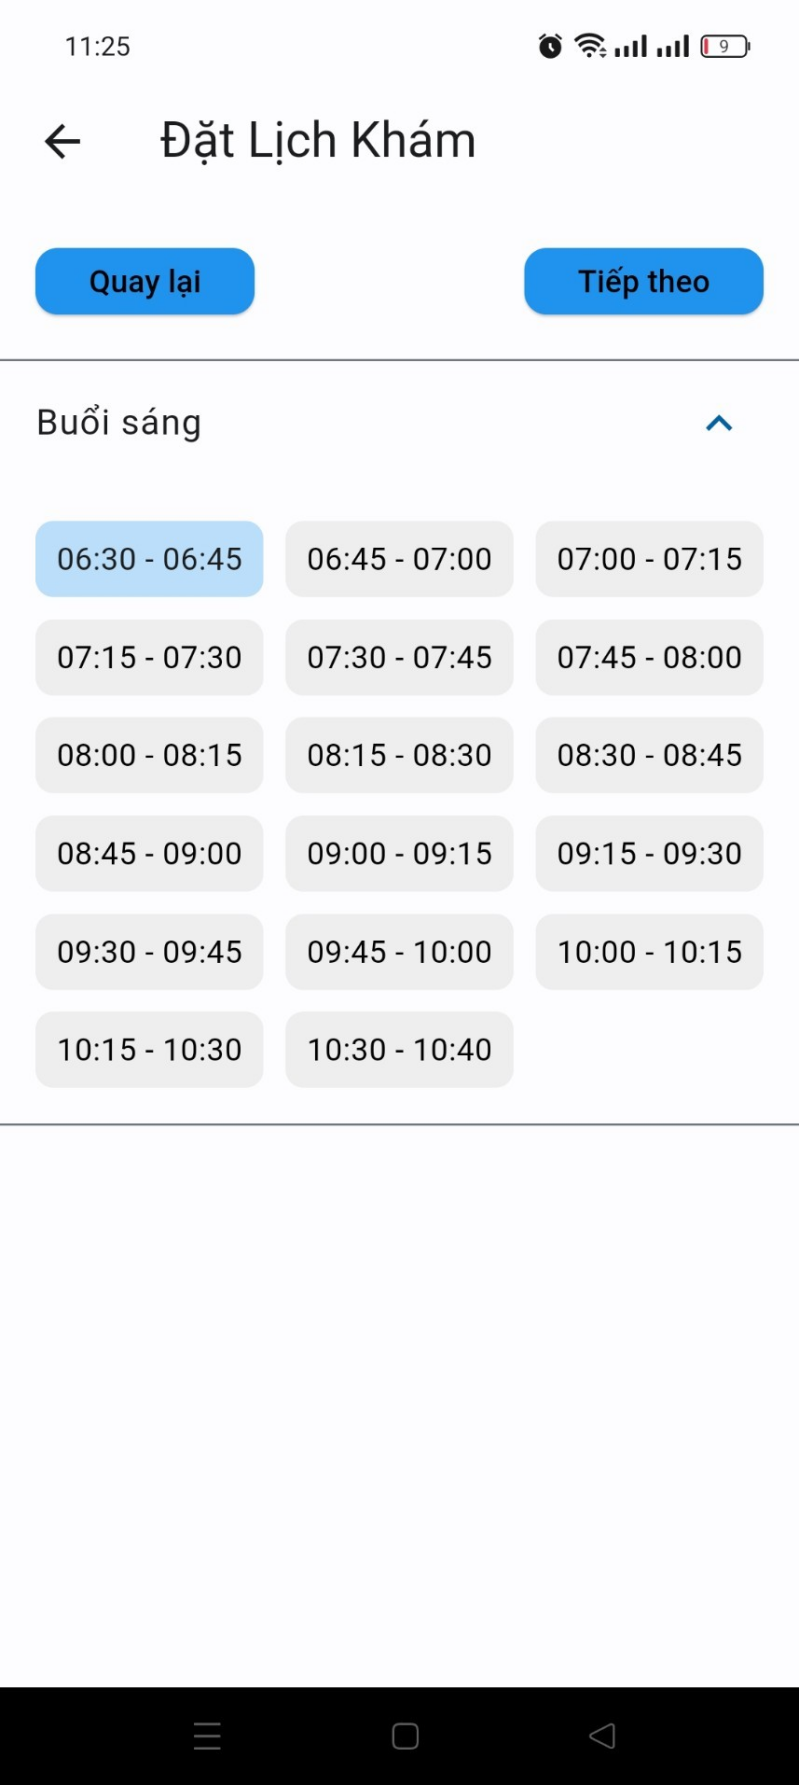 11:25
9
Đặt Lịch Khám
Quay lại
Tiếp theo
Buổi sáng
06:30 - 06:45
06:45 - 07:00
07:00 - 07:15
07:15 - 07:30
07:30 - 07:45
07:45 - 08:00
08:00 - 08:15
08:15 - 08:30
08:30 - 08:45
08:45 - 09:00
09:00 - 09:15
09:15 - 09:30
09:30 - 09:45
09:45 - 10:00
10:00 - 10:15
10:15 - 10:30
10:30 - 10:40